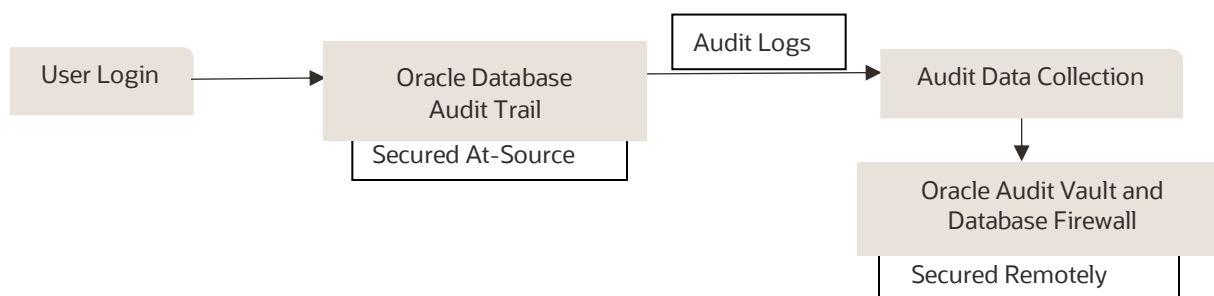 User Login
Oracle Database
Audit Trail
Secured At-Source
Audit Logs
Audit Data Collection
Oracle Audit Vault and
Database Firewall
Secured Remotely